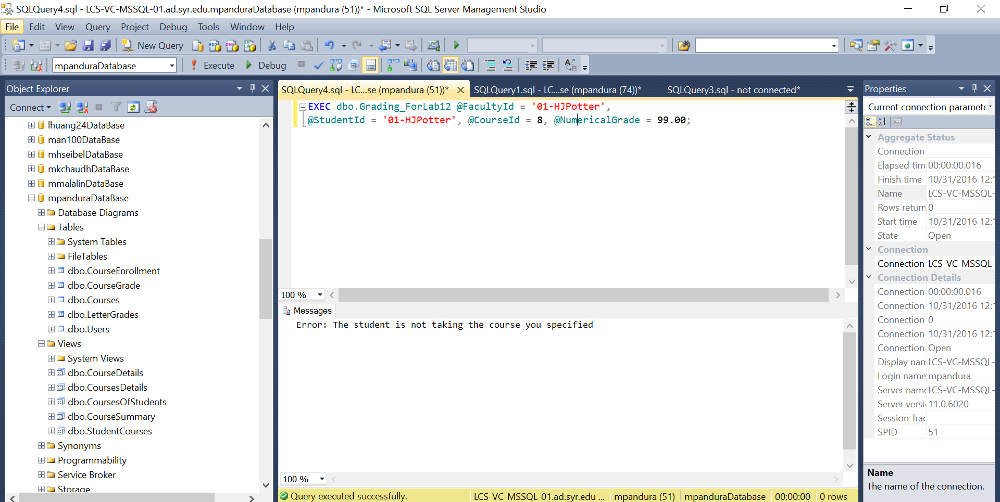 SQLQuery4.sql - LCS-VC-MSSQL-01.ad.syr.edu.mpanduraDatabase (mpandura (51))* - Microsoft SQL Server Management Studio
File Edit View Query Project Debug Tools Window Help
New Query
mpanduraDatabase Execute Debug
Object Explorer
Connect
lhuang24DataBase
man100DataBase
mhseibelDataBase
mkchaudhDataBase
mmalalinDataBase
mpanduraDataBase
Database Diagrams
Tables
System Tables
FileTables
dbo.CourseEnrollment
dbo.CourseGrade
dbo.Courses
dbo.LetterGrades
dbo.Users
Views
System Views
dbo.CourseDetails
dbo.CoursesDetails
dbo.CoursesOfStudents
dbo.CourseSummary
dbo.StudentCourses
Synonyms
Programmability
Service Broker
Storage
SQLQuery4.sql - LC...se (mpandura (51))* SQLQuery1.sql - LC...se (mpandura (74))* SQLQuery3.sql - not connected*
EXEC dbo.Grading_ForLab12 @FacultyId = '01-HJPotter',
@StudentId = '01-HJPotter', @CourseId = 8, @NumericalGrade = 99.00;
100 %
Messages
Error: The student is not taking the course you specified
100 %
Query executed successfully. LCS-VC-MSSQL-01.ad.syr.edu ... mpandura (51) mpanduraDatabase 00:00:00 0 rows
Properties
Current connection paramete
Aggregate Status
Connection
Elapsed tim 00:00:00.016
Finish time 10/31/2016 12:
Name LCS-VC-MSSQL-
Rows return 0
Start time 10/31/2016 12:
State Open
Connection
Connection LCS-VC-MSSQL-
Connection Details
Connection 00:00:00.016
Connection 10/31/2016 12:
Connection 0
Connection 10/31/2016 12:
Connection Open
Display nam LCS-VC-MSSQL-
Login name mpandura
Server name LCS-VC-MSSQL-
Server versi 11.0.6020
Session Trac
SPID 51
Name
The name of the connection.